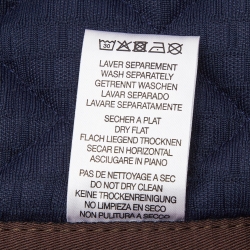 30
LAVER SEPAREMENT
WASH SEPARATELY
GETRENNT WASCHEN
LAVAR SEPARADO
LAVARE SEPARATAMENTE
SECHER A PLAT
DRY FLAT
FLACH LIEGEND TROCKNEN
SECAR EN HORIZONTAL
ASCIUGARE IN PIANO
PAS DE NETTOYAGE A SEC
DO NOT DRY CLEAN
KEINE TROCKENREINIGUNG
NO LIMPIEZA EN SECO
NON PULITURA A SECCO